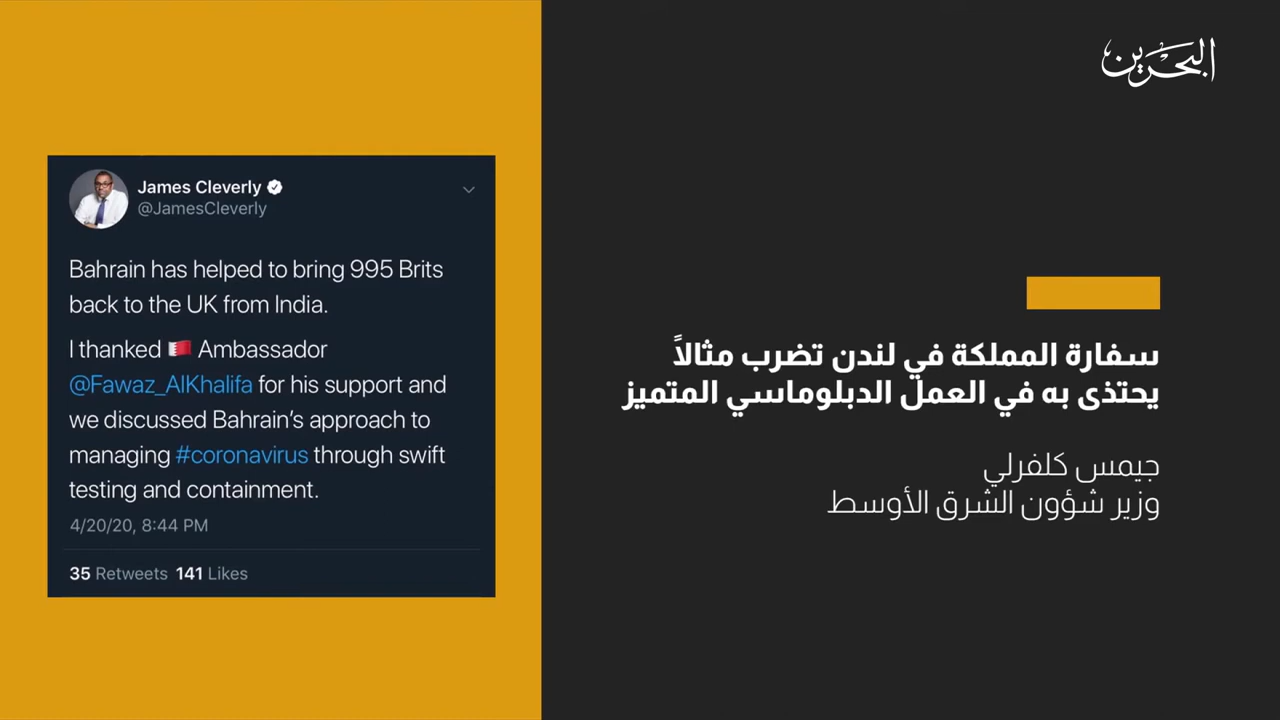 البحرين
James Cleverly
@JamesCleverly
Bahrain has helped to bring 995 Brits
back to the UK from India.
I thanked 🇧🇭 Ambassador
@Fawaz_AlKhalifa for his support and
we discussed Bahrain’s approach to
managing #coronavirus through swift
testing and containment.
4/20/20, 8:44 PM
35 Retweets 141 Likes
سفارة المملكة في لندن تضرب مثالاً
يحتذى به في العمل الدبلوماسي المتميز
جيمس كلفرلي
وزير شؤون الشرق الأوسط